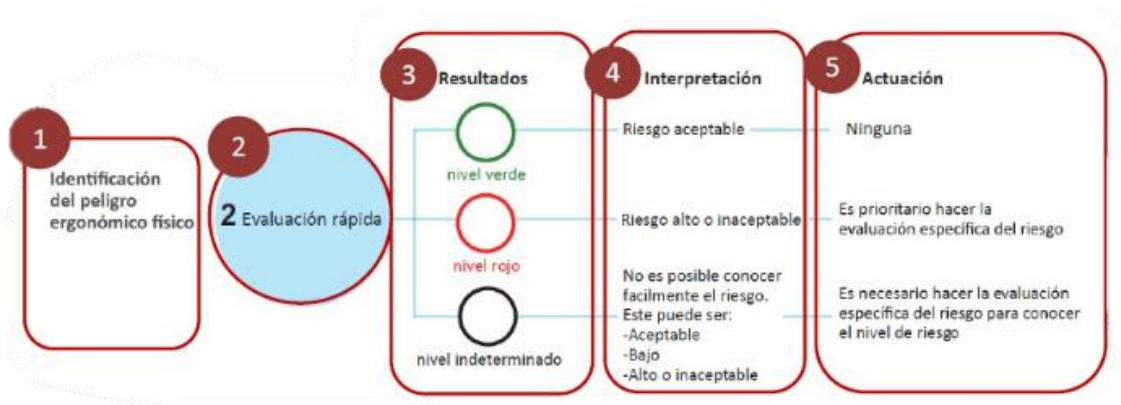 1
Identificación
del peligro
ergonómico físico
2
2 Evaluación rápida
3
Resultados
nivel verde
nivel rojo
nivel indeterminado
4
Interpretación
Riesgo aceptable
Riesgo alto o inaceptable
No es posible conocer
facilmente el riesgo.
Este puede ser:
-Aceptable
-Bajo
-Alto o inaceptable
5
Actuación
Ninguna
Es prioritario hacer la
evaluación específica del riesgo
Es necesario hacer la evaluación
específica del riesgo para conocer
el nivel de riesgo